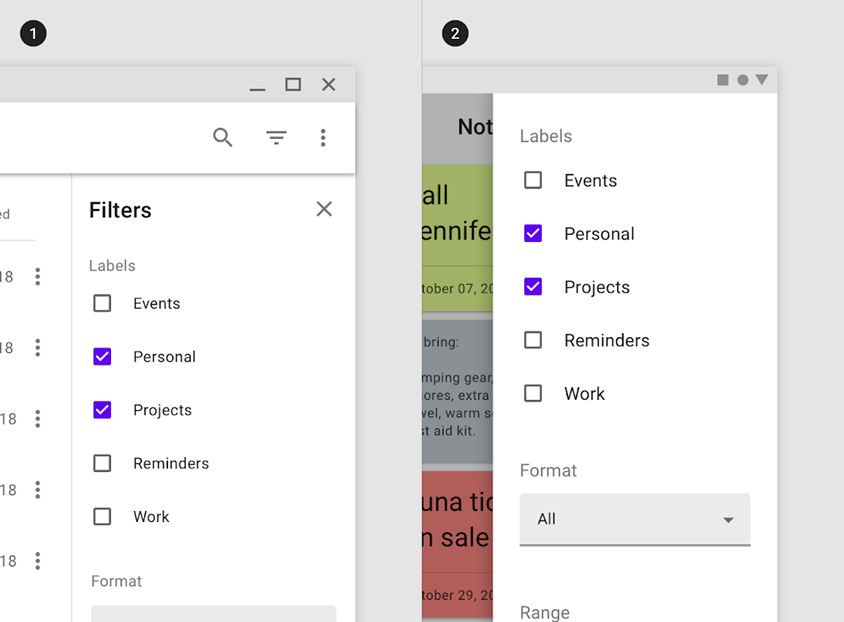 1
Filters
Labels
Events
Personal
Projects
Reminders
Work
Format
ed
18
18
18
18
18
2
Not
all
ennife
tober 07, 20
bring:
mping gear,
ores, extra
vel, warm s
st aid kit.
una tic
n sale
tober 29, 20
Labels
Events
Personal
Projects
Reminders
Work
Format
All
Range